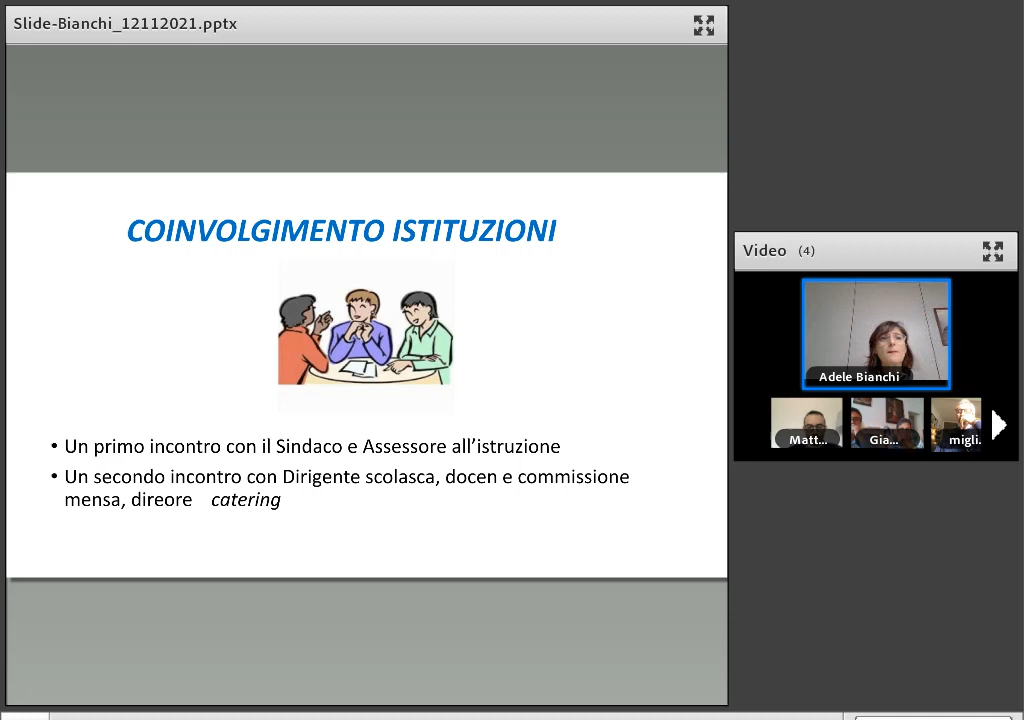 Slide-Bianchi_12112021.pptx
COINVOLGIMENTO ISTITUZIONI
• Un primo incontro con il Sindaco e Assessore all’istruzione
• Un secondo incontro con Dirigente scolasca, docen e commissione
mensa, direore catering
Video (4)
Adele Bianchi
Matt...
Gia...
migli.